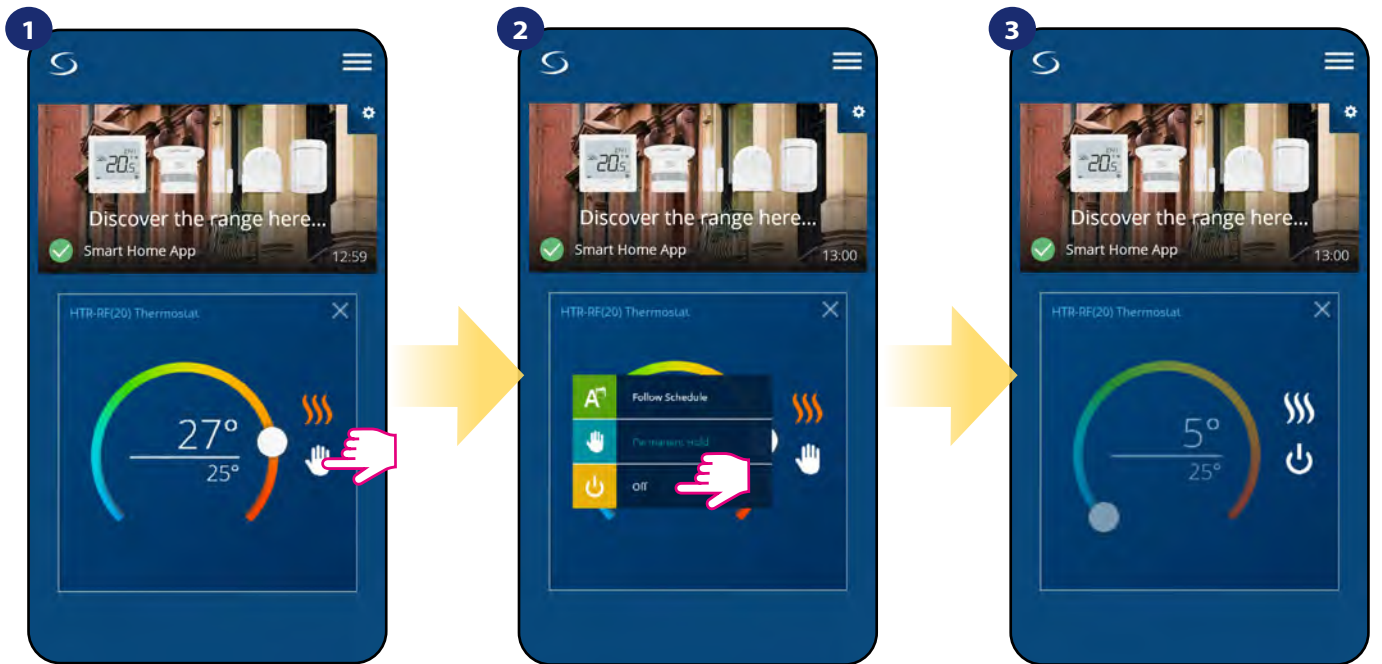 1
Discover the range here...
Smart Home App
12:59
HTR-RF(20) Thermostat
27°
25°
2
Discover the range here...
Smart Home App
13:00
HTR-RF(20) Thermostat
Follow Schedule
Permanent Hold
Off
3
Discover the range here...
Smart Home App
13:00
HTR-RF(20) Thermostat
5°
25°